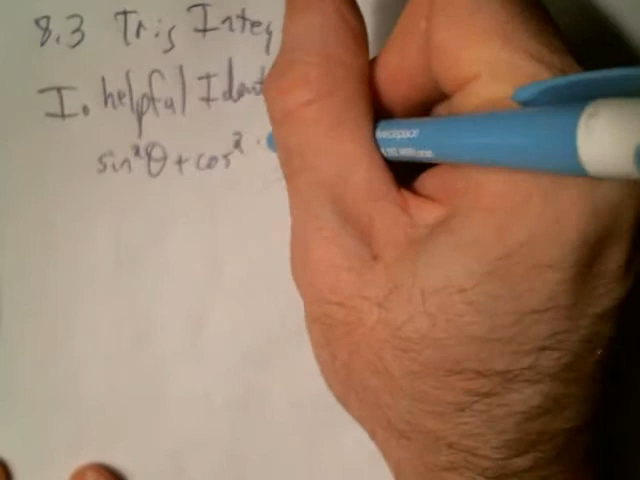 8.3 Trig Integ
I. helpful Ident
sin²θ + cos²